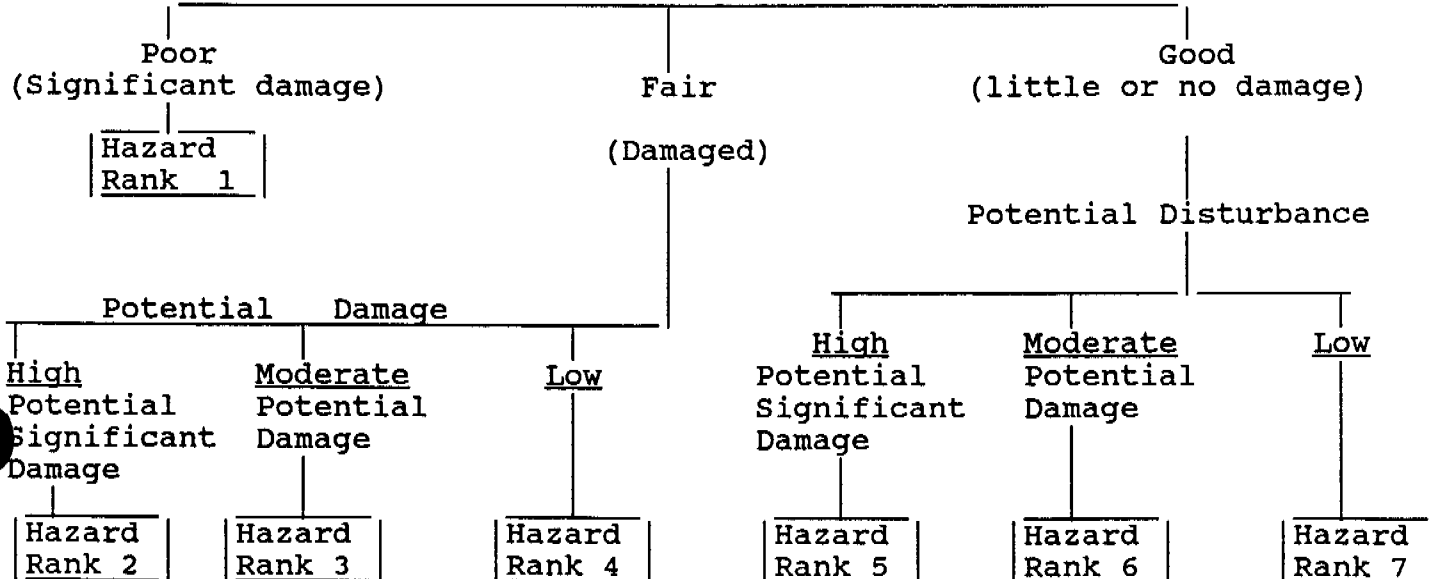 Poor
(Significant damage)
Hazard
Rank 1
Fair
(Damaged)
Good
(little or no damage)
Potential Disturbance
Potential Damage
High
Potential
Significant
Damage
Hazard
Rank 2
Moderate
Potential
Damage
Hazard
Rank 3
Low
Hazard
Rank 4
High
Potential
Significant
Damage
Hazard
Rank 5
Moderate
Potential
Damage
Hazard
Rank 6
Low
Hazard
Rank 7